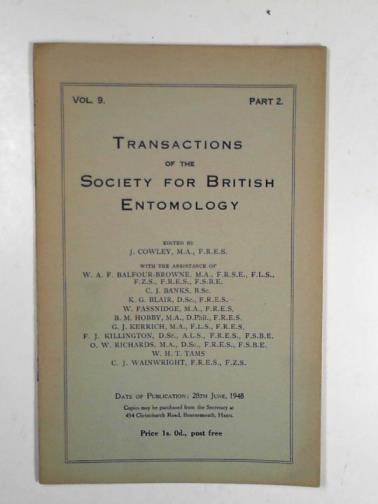 VOL. 9. PART 2.
TRANSACTIONS
OF THE
SOCIETY FOR BRITISH
ENTOMOLOGY
EDITED BY
J. COWLEY, M.A., F.R.E.S.
WITH THE ASSISTANCE OF
W. A. F. BALFOUR-BROWNE, M.A., F.R.S.E., F.L.S.,
F.Z.S., F.R.E.S., F.S.B.E.
C. J. BANKS, B.Sc.
K. G. BLAIR, D.Sc., F.R.E.S.
W. FASSNIDGE, M.A., F.R.E.S.
B. M. HOBBY, M.A., D.Phil., F.R.E.S.
G. J. KERRICH, M.A., F.L.S., F.R.E.S.
F. J. KILLINGTON, D.Sc., A.L.S., F.R.E.S., F.S.B.E.
O. W. RICHARDS, M.A., D.Sc., F.R.E.S., F.S.B.E.
W. H. T. TAMS
C. J. WAINWRIGHT, F.R.E.S., F.Z.S.
DATE OF PUBLICATION: 28TH JUNE, 1948
Copies may be purchased from the Secretary at
454 Christchurch Road, Bournemouth, Hants.
Price 1s. 0d., post free